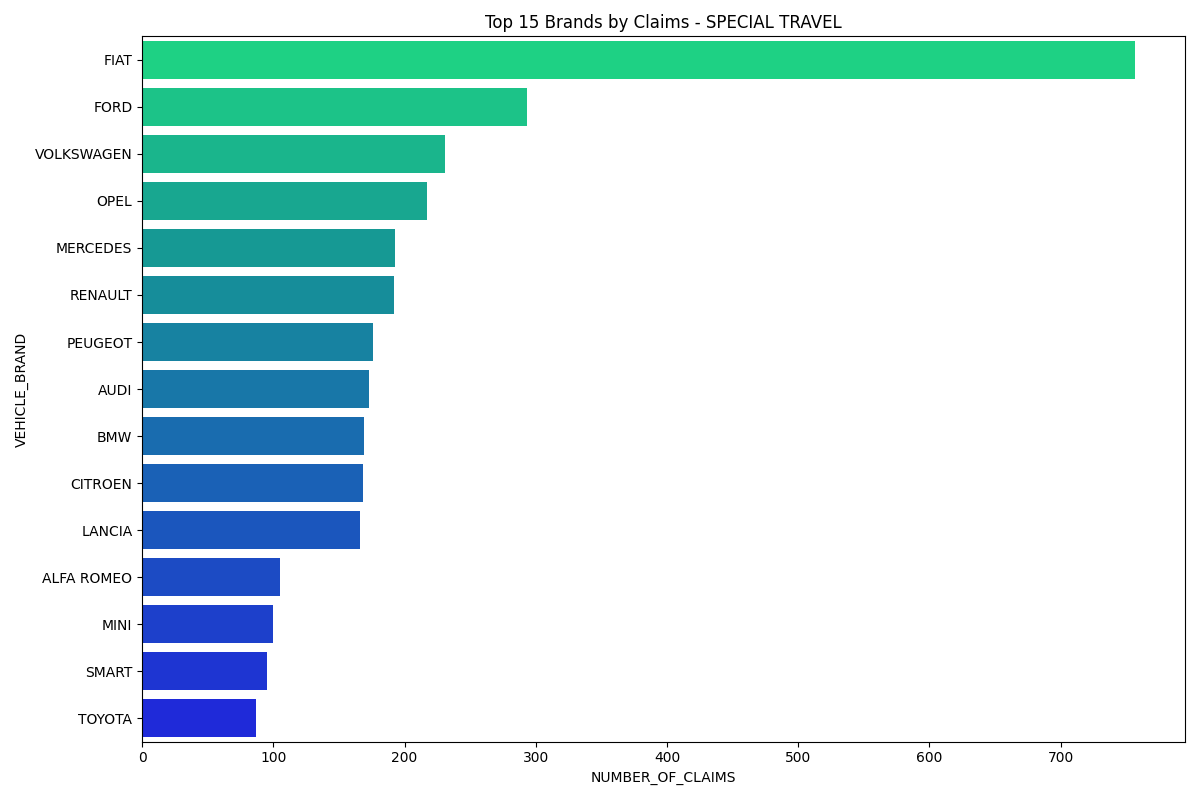 Top 15 Brands by Claims - SPECIAL TRAVEL
FIAT
FORD
VOLKSWAGEN
OPEL
MERCEDES
RENAULT
PEUGEOT
AUDI
BMW
CITROEN
LANCIA
ALFA ROMEO
MINI
SMART
TOYOTA
VEHICLE_BRAND
0 100 200 300 400 500 600 700
NUMBER_OF_CLAIMS